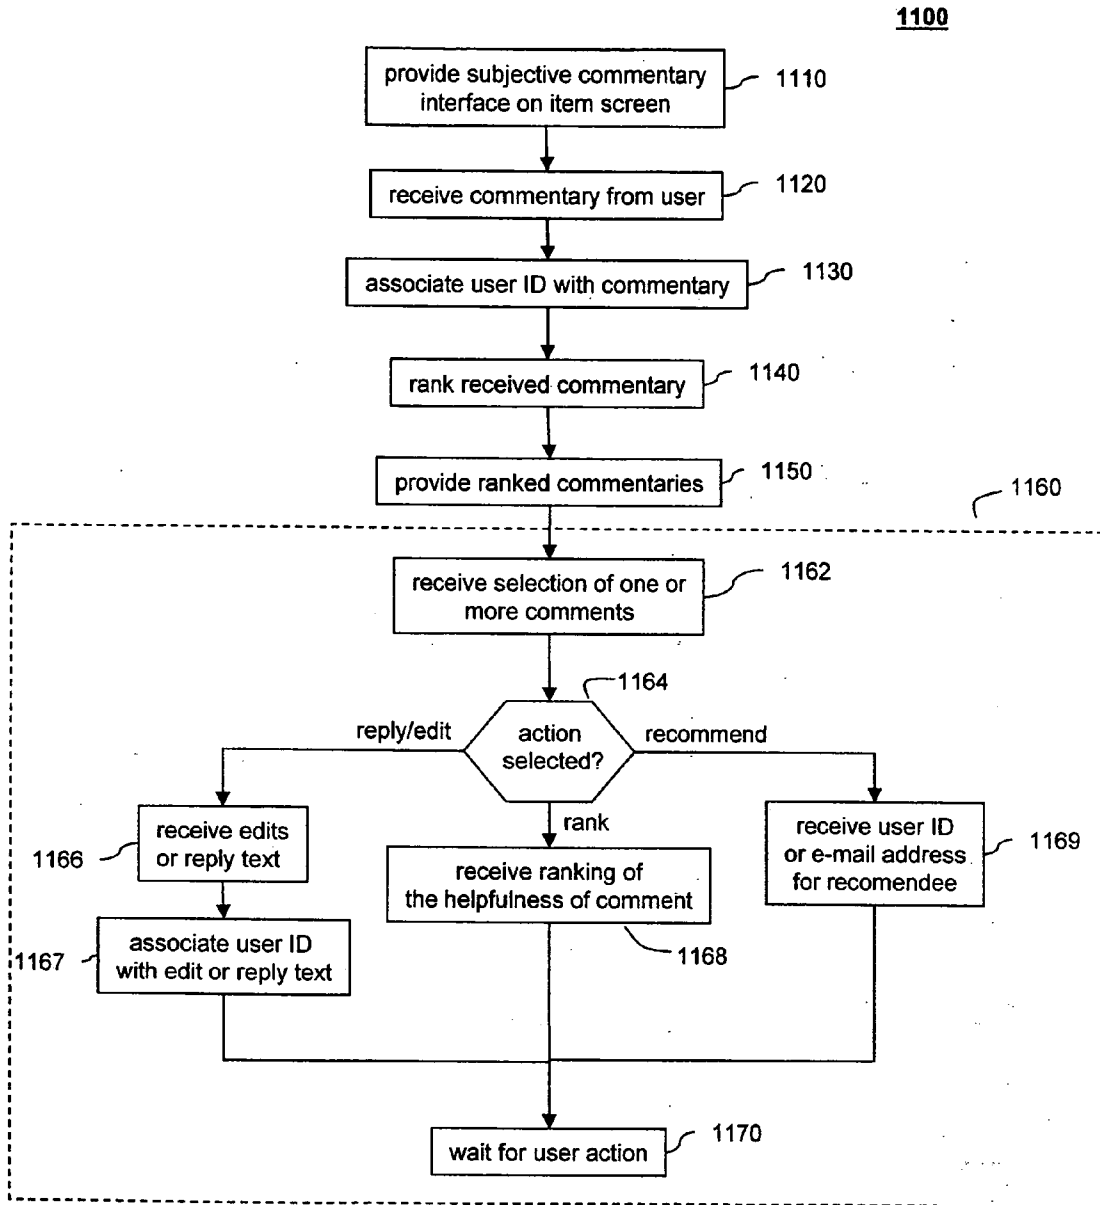 1100
provide subjective commentary
interface on item screen
1110
receive commentary from user
1120
associate user ID with commentary
1130
rank received commentary
1140
provide ranked commentaries
1150
1160
receive selection of one or
more comments
1162
1164
action
selected?
reply/edit
recommend
rank
receive edits
or reply text
1166
associate user ID
with edit or reply text
1167
receive ranking of
the helpfulness of comment
1168
receive user ID
or e-mail address
for recomendee
1169
wait for user action
1170